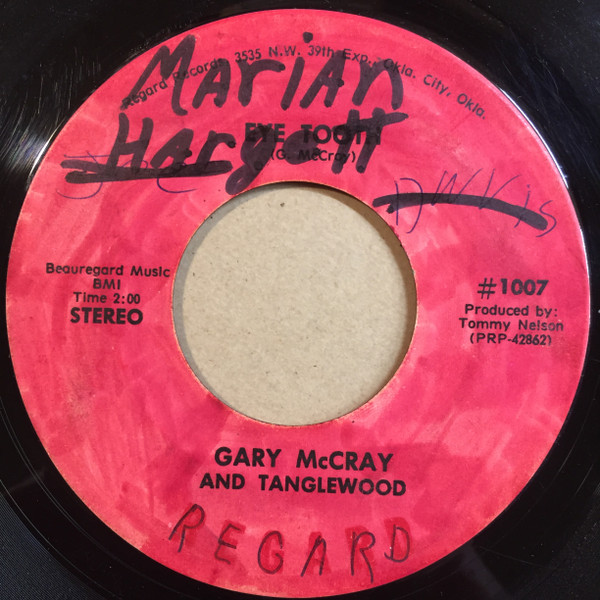 Regard Records, 3535 N.W. 39th Exp., Okla. City, Okla.
Marian
Hargett
EYE TOOTH
(G. McCray)
Beauregard Music
BMI
Time 2:00
STEREO
#1007
Produced by:
Tommy Nelson
(PRP-42862)
GARY McCRAY
AND TANGLEWOOD
REGARD